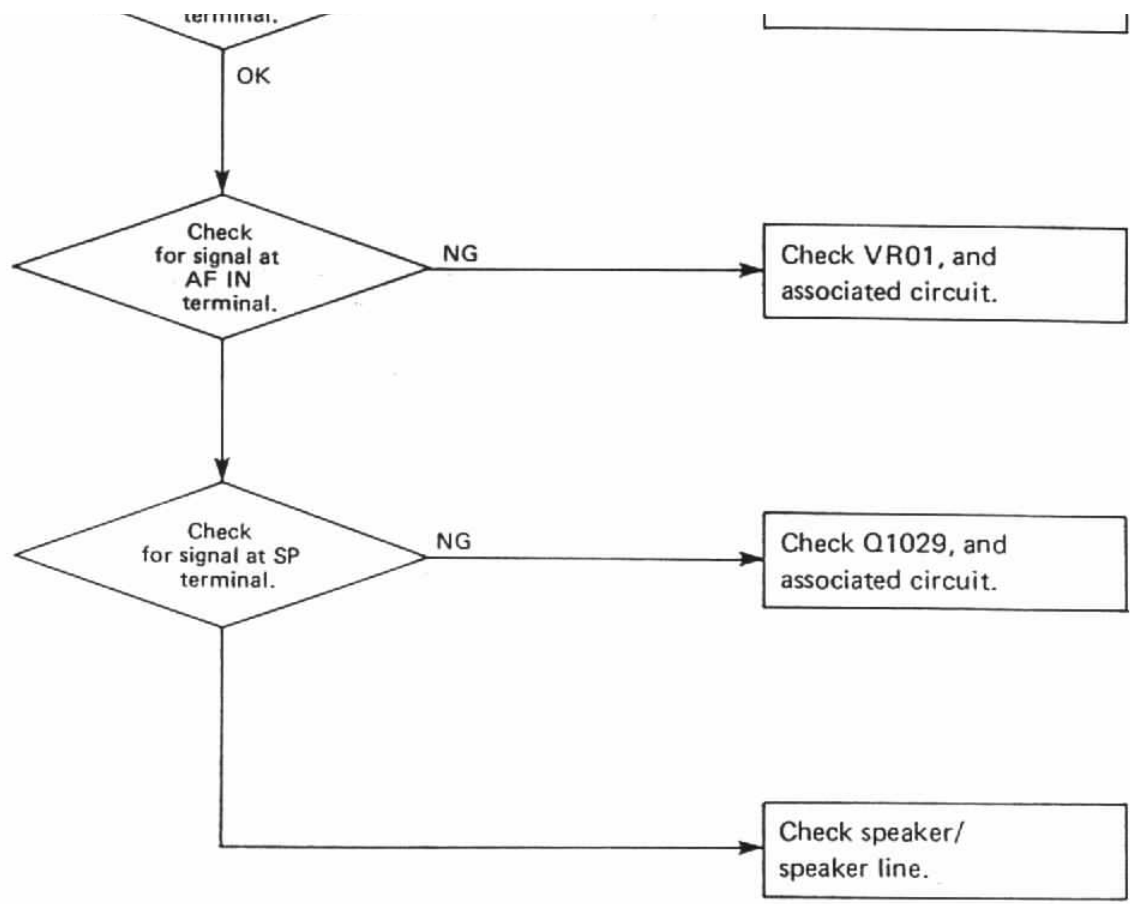 terminal.
OK
Check
for signal at
AF IN
terminal.
NG
Check VR01, and
associated circuit.
Check
for signal at SP
terminal.
NG
Check Q1029, and
associated circuit.
Check speaker/
speaker line.